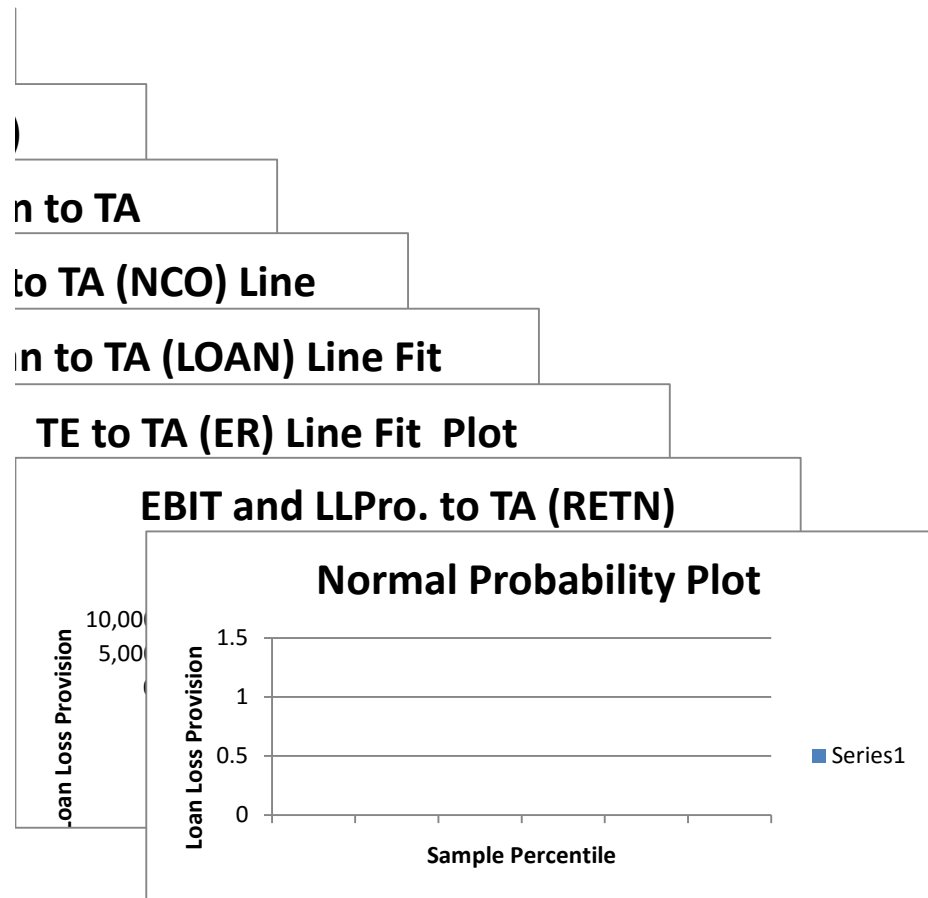 )
n to TA
to TA (NCO) Line
n to TA (LOAN) Line Fit
TE to TA (ER) Line Fit Plot
EBIT and LLPro. to TA (RETN)
10,000
5,000
Loan Loss Provision
Normal Probability Plot
1.5
1
0.5
0
Loan Loss Provision
Sample Percentile
Series1